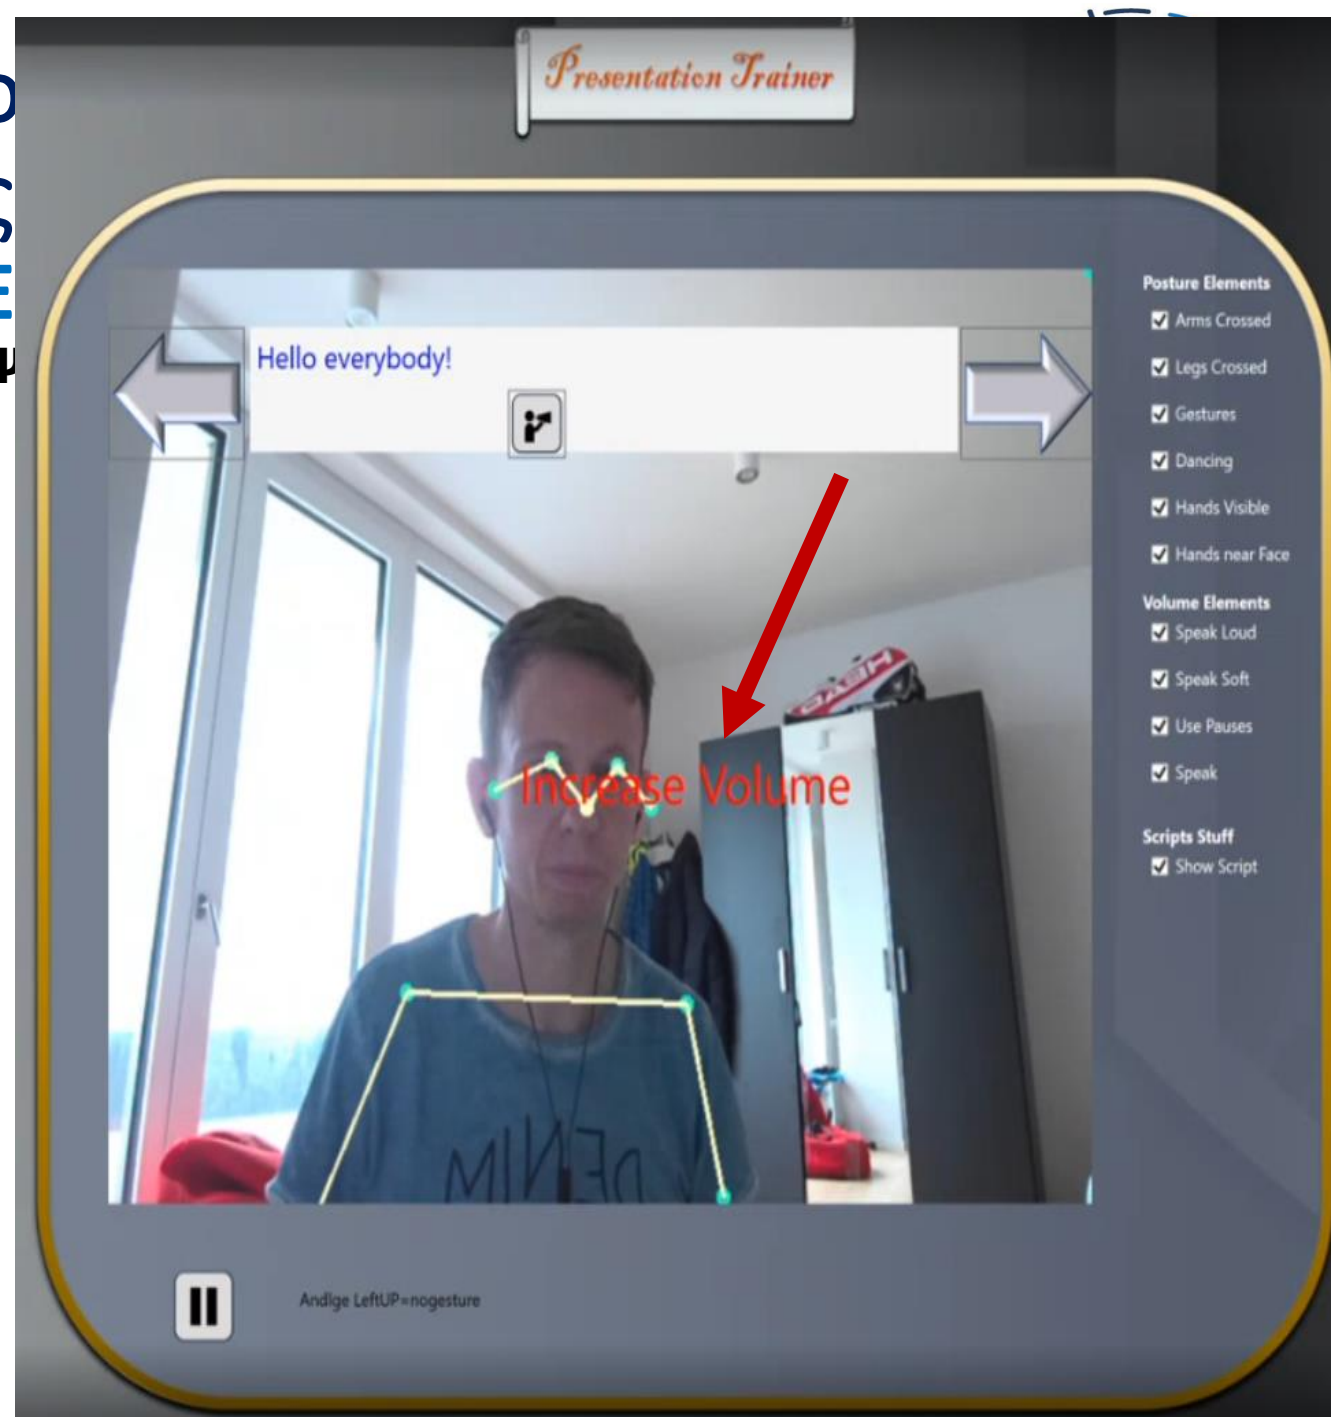 Presentation Trainer
Hello everybody!
Increase Volume
Posture Elements
Arms Crossed
Legs Crossed
Gestures
Dancing
Hands Visible
Hands near Face
Volume Elements
Speak Loud
Speak Soft
Use Pauses
Speak
Scripts Stuff
Show Script
DENIM
Andlge LeftUP=nogesture